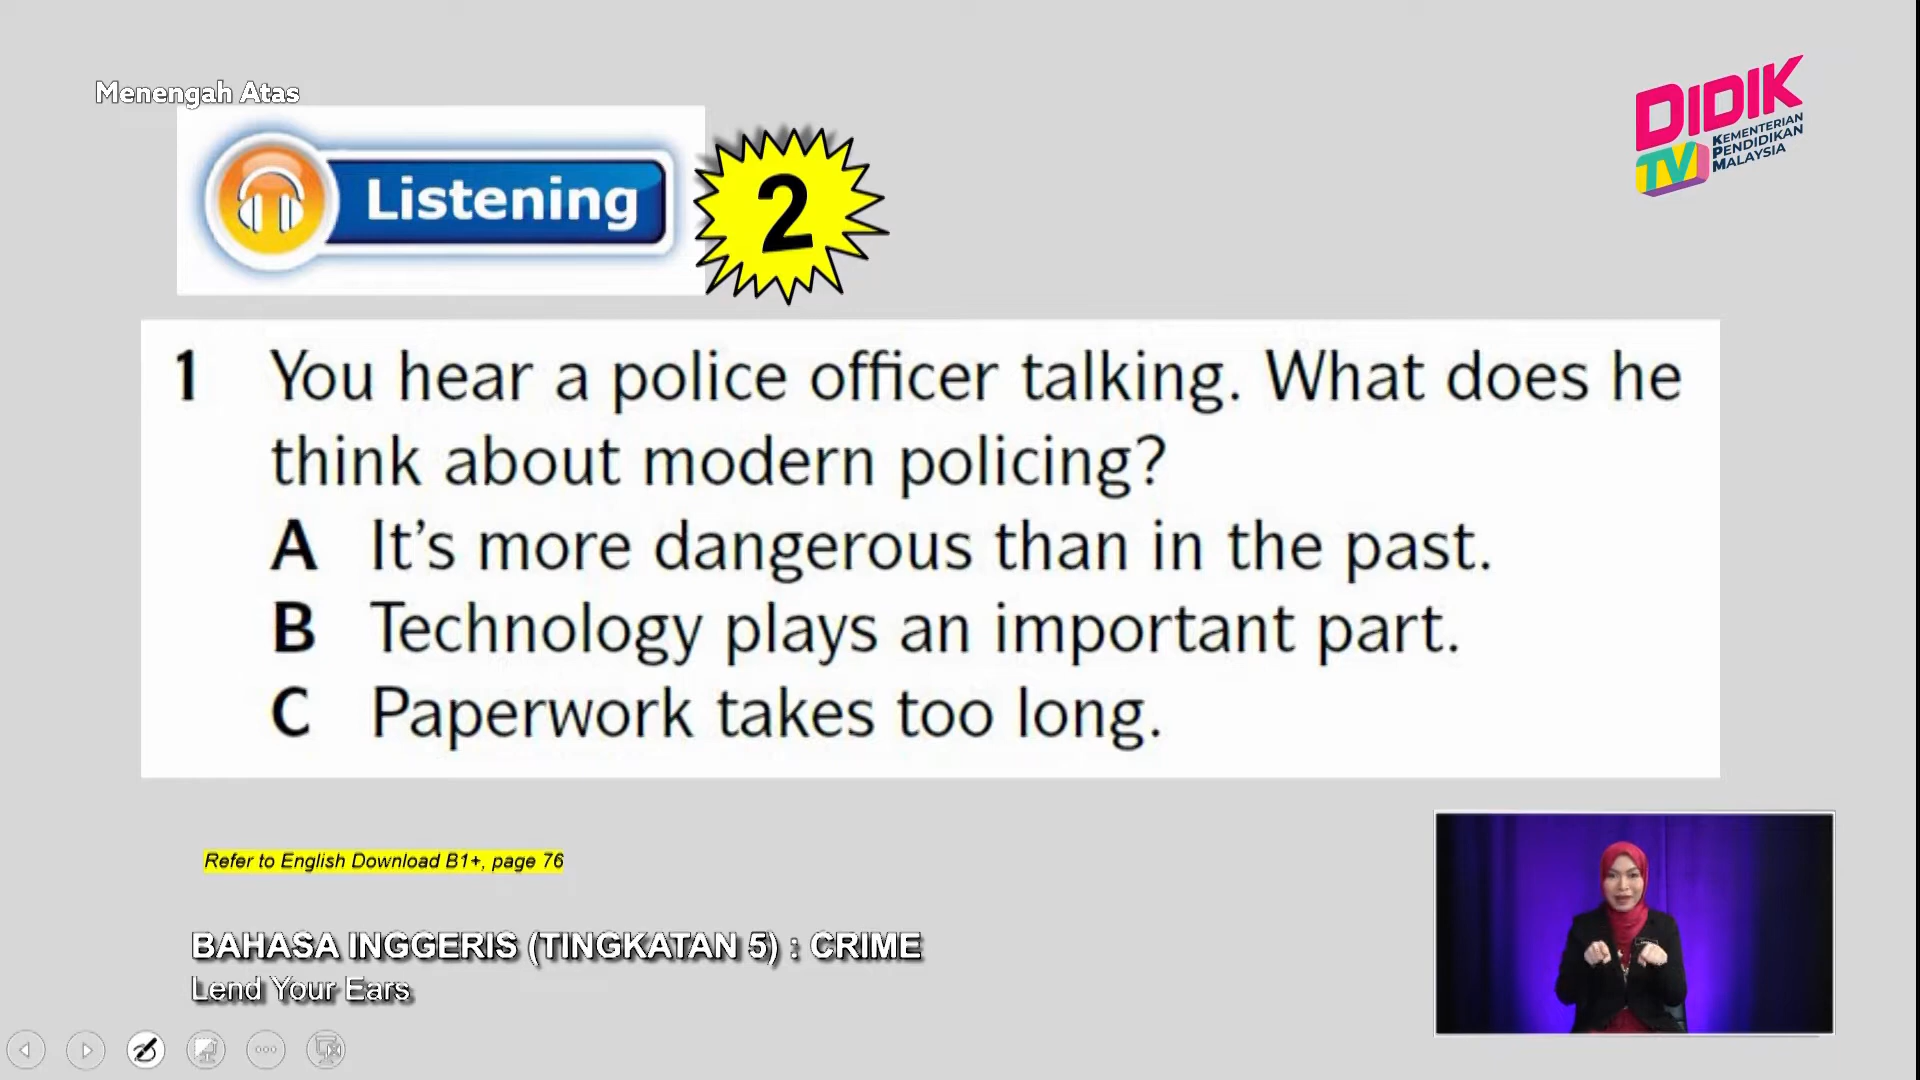 Menengah Atas
DIDIK
TV
KEMENTERIAN
PENDIDIKAN
MALAYSIA
Listening
2
1 You hear a police officer talking. What does he
think about modern policing?
A It's more dangerous than in the past.
B Technology plays an important part.
C Paperwork takes too long.
Refer to English Download B1+, page 76
BAHASA INGGERIS (TINGKATAN 5) : CRIME
Lend Your Ears